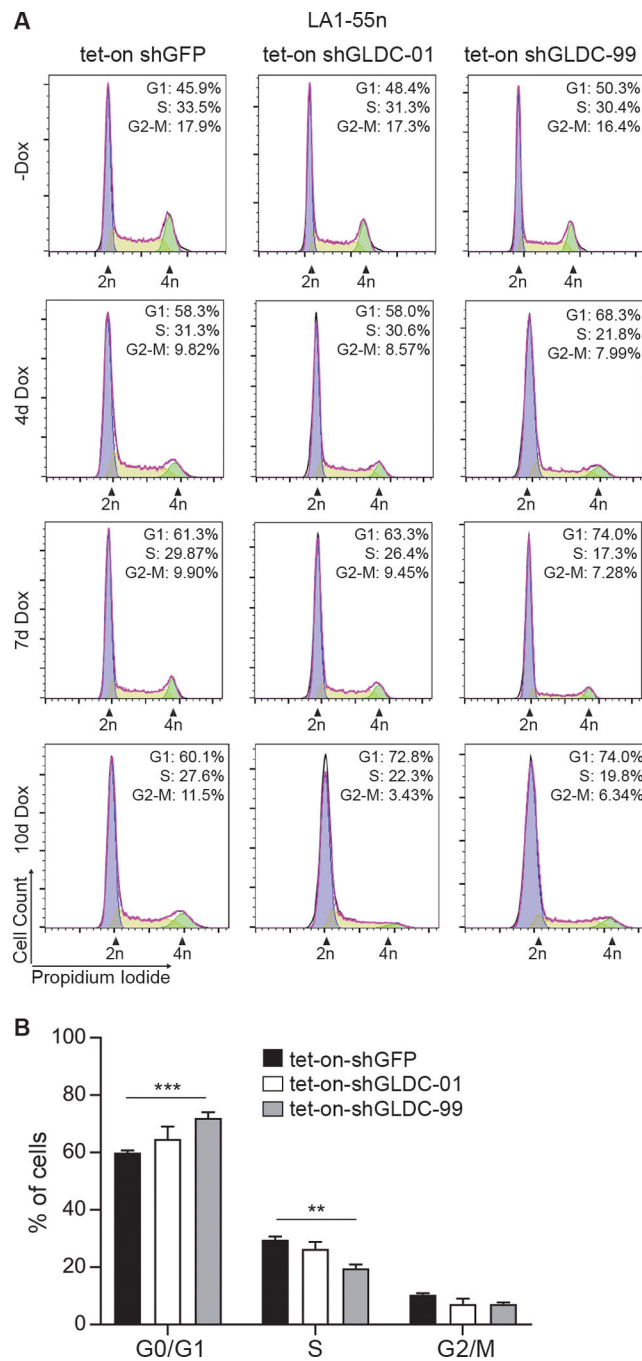 A
LA1-55n
tet-on shGFP
tet-on shGLDC-01
tet-on shGLDC-99
-Dox
G1: 45.9%
S: 33.5%
G2-M: 17.9%
2n
4n
G1: 48.4%
S: 31.3%
G2-M: 17.3%
2n
4n
G1: 50.3%
S: 30.4%
G2-M: 16.4%
2n
4n
4d Dox
G1: 58.3%
S: 31.3%
G2-M: 9.82%
2n
4n
G1: 58.0%
S: 30.6%
G2-M: 8.57%
2n
4n
G1: 68.3%
S: 21.8%
G2-M: 7.99%
2n
4n
7d Dox
G1: 61.3%
S: 29.87%
G2-M: 9.90%
2n
4n
G1: 63.3%
S: 26.4%
G2-M: 9.45%
2n
4n
G1: 74.0%
S: 17.3%
G2-M: 7.28%
2n
4n
10d Dox
G1: 60.1%
S: 27.6%
G2-M: 11.5%
2n
4n
G1: 72.8%
S: 22.3%
G2-M: 3.43%
2n
4n
G1: 74.0%
S: 19.8%
G2-M: 6.34%
2n
4n
Cell Count
Propidium Iodide
B
% of cells
100
80
60
40
20
0
tet-on-shGFP
tet-on-shGLDC-01
tet-on-shGLDC-99
***
**
G0/G1
S
G2/M